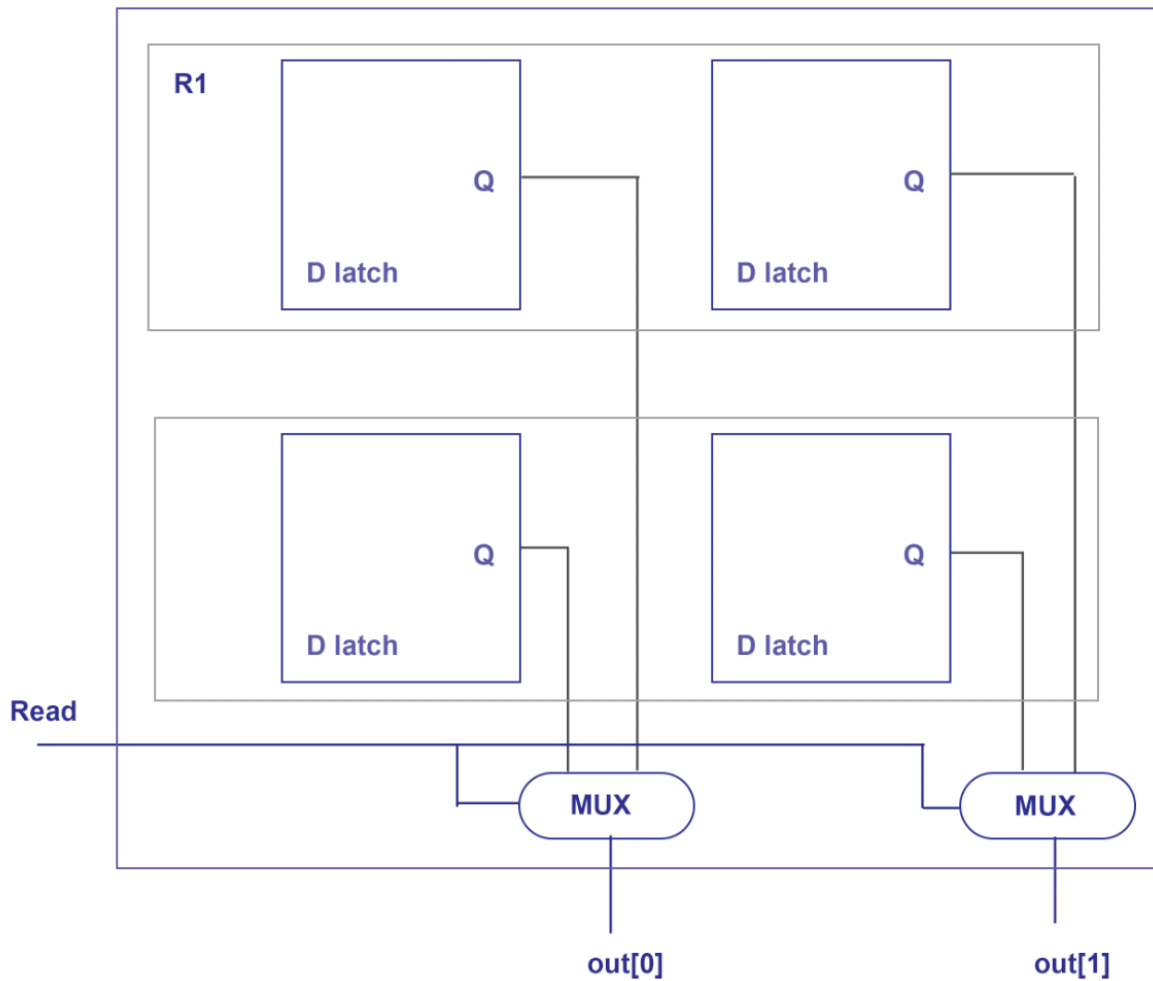 R1
Q
Q
D latch
D latch
Q
Q
D latch
D latch
Read
MUX
MUX
out[0]
out[1]